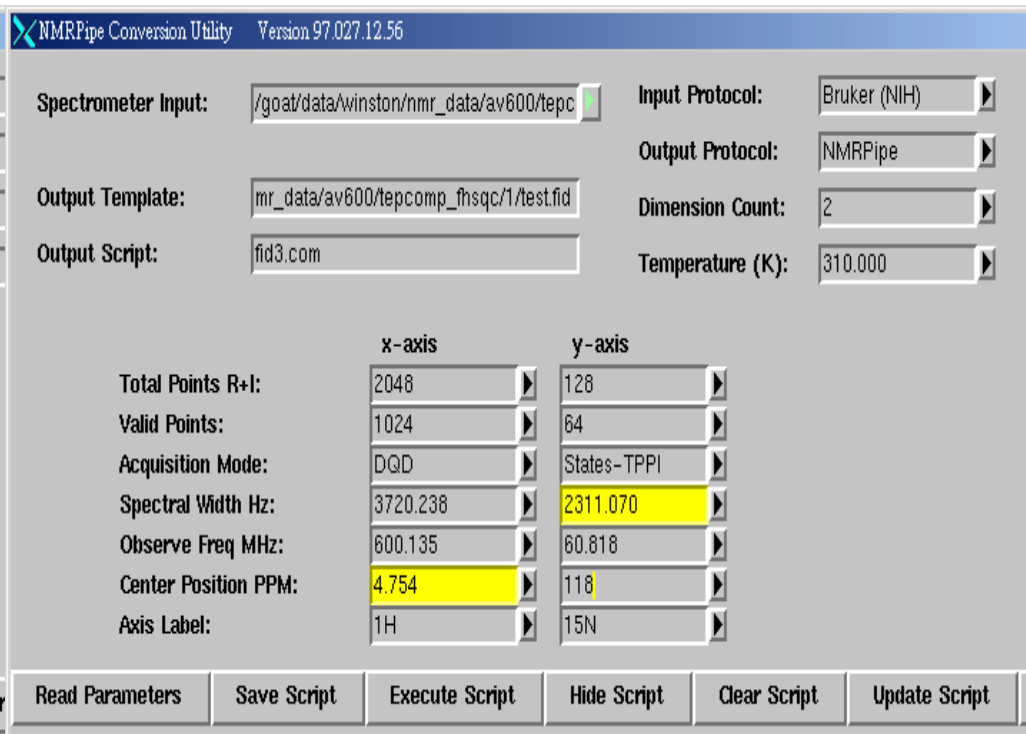 NMRPipe Conversion Utility Version 97.027.12.56
Spectrometer Input: /goat/data/winston/nmr_data/av600/tepc
Input Protocol: Bruker (NIH)
Output Protocol: NMRPipe
Output Template: mr_data/av600/tepcomp_fhsqc/1/test.fid
Dimension Count: 2
Output Script: fid3.com
Temperature (K): 310.000
x-axis y-axis
Total Points R+I: 2048 128
Valid Points: 1024 64
Acquisition Mode: DQD States-TPPI
Spectral Width Hz: 3720.238 2311.070
Observe Freq MHz: 600.135 60.818
Center Position PPM: 4.754 118
Axis Label: 1H 15N
Read Parameters Save Script Execute Script Hide Script Clear Script Update Script